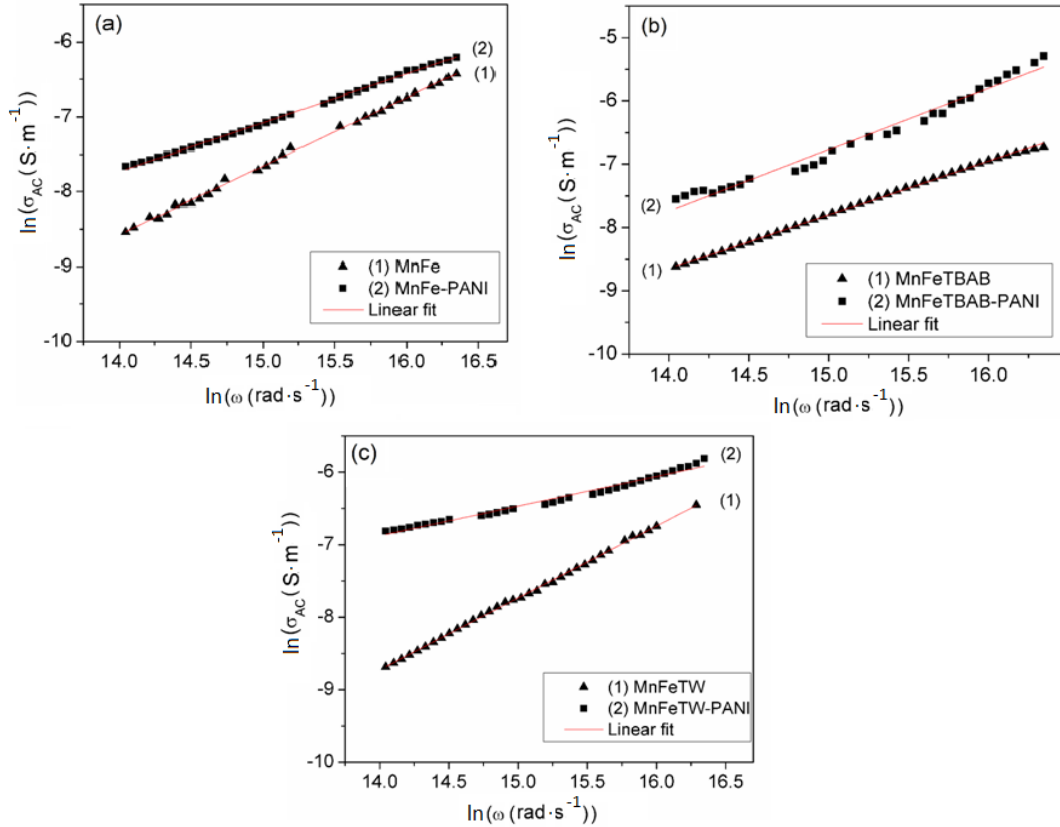 (a)
-6
-7
-8
-9
-10
ln(σAC(S·m⁻¹))
(2)
(1)
(1) MnFe
(2) MnFe-PANI
Linear fit
14.0 14.5 15.0 15.5 16.0 16.5
ln(ω(rad·s⁻¹))
(b)
-5
-6
-7
-8
-9
-10
ln(σAC(S·m⁻¹))
(2)
(1)
(1) MnFeTBAB
(2) MnFeTBAB-PANI
Linear fit
14.0 14.5 15.0 15.5 16.0
ln(ω(rad·s⁻¹))
(c)
-6
-7
-8
-9
-10
ln(σAC(S·m⁻¹))
(2)
(1)
(1) MnFeTW
(2) MnFeTW-PANI
Linear fit
14.0 14.5 15.0 15.5 16.0 16.5
ln(ω(rad·s⁻¹))